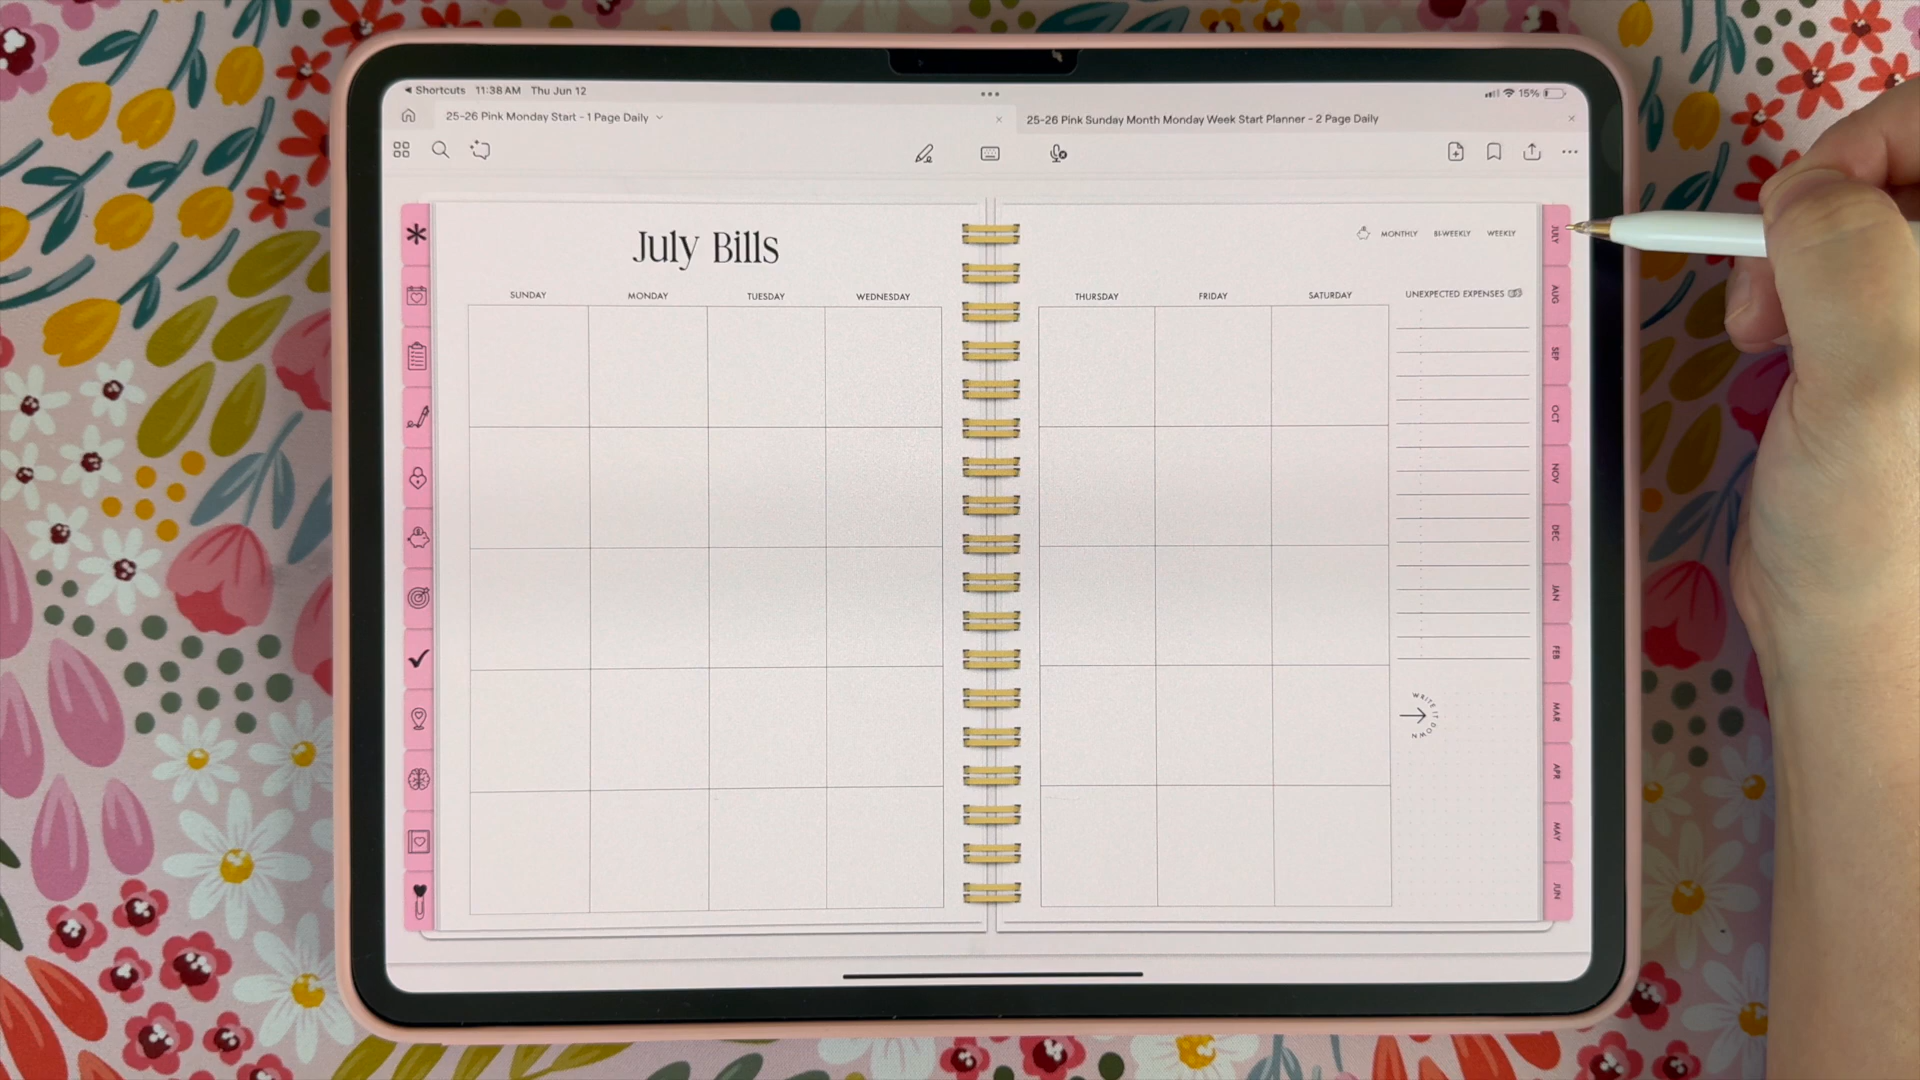 Shortcuts 11:38 AM Thu Jun 12
15%
25-26 Pink Monday Start - 1 Page Daily
25-26 Pink Sunday Month Monday Week Start Planner - 2 Page Daily
July Bills
MONTHLY BI-WEEKLY WEEKLY
SUNDAY MONDAY TUESDAY WEDNESDAY
THURSDAY FRIDAY SATURDAY
UNEXPECTED EXPENSES
WRITE IT DOWN
JULY
AUG
SEP
OCT
NOV
DEC
JAN
FEB
MAR
APR
MAY
JUN